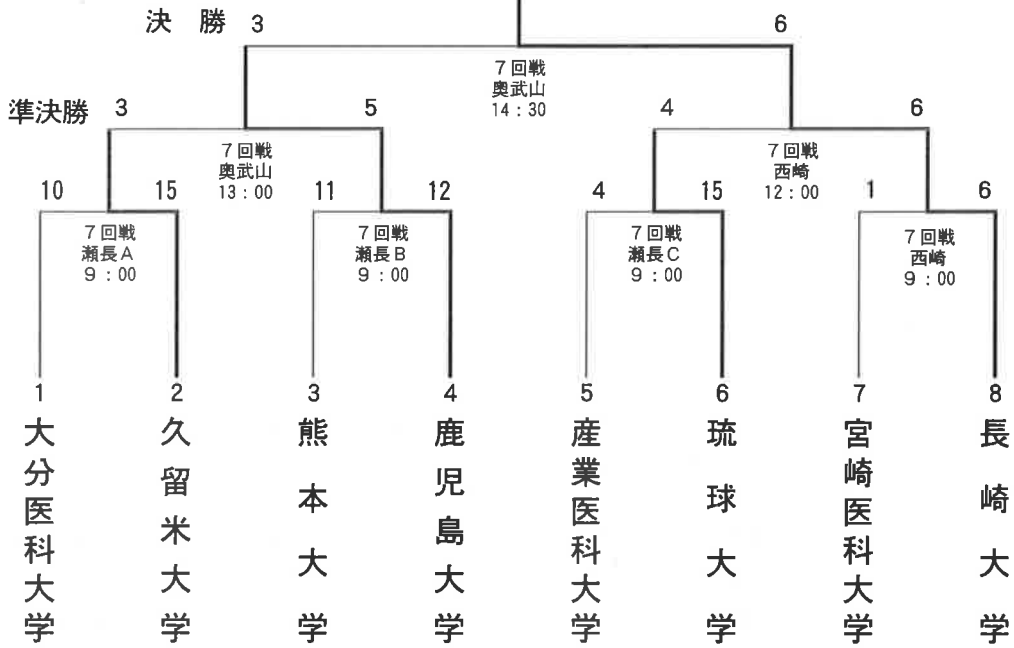 決勝 3 6
7回戦
奥武山
14:30
準決勝 3 5 4 6
7回戦
奥武山
13:00
7回戦
西崎
12:00
10 15 11 12 4 15 1 6
7回戦
瀬長A
9:00
7回戦
瀬長B
9:00
7回戦
瀬長C
9:00
7回戦
西崎
9:00
1 2 3 4 5 6 7 8
大分医科大学
久留米大学
熊本大学
鹿児島大学
産業医科大学
琉球大学
宮崎医科大学
長崎大学